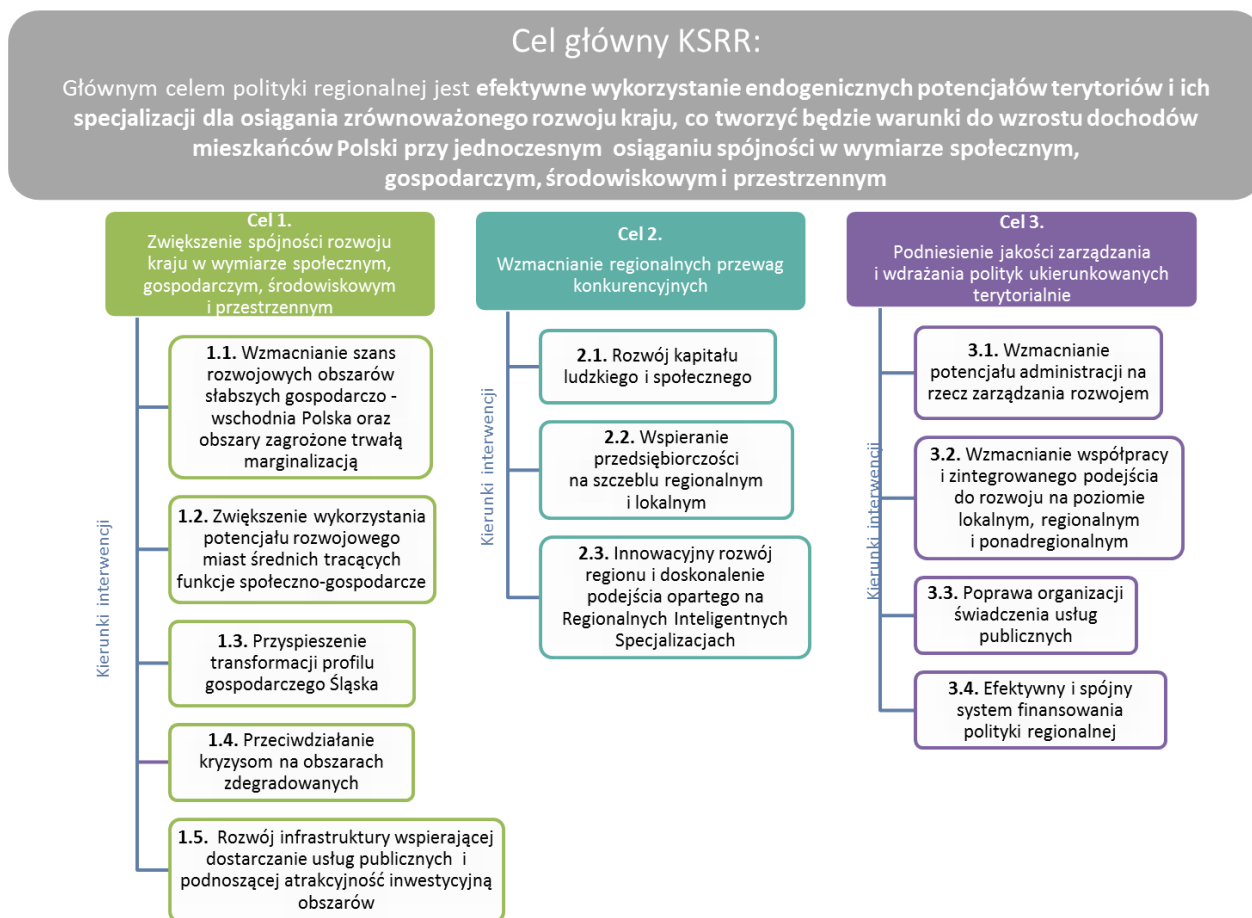 Cel główny KSRR:
Głównym celem polityki regionalnej jest efektywne wykorzystanie endogenicznych potencjałów terytoriów i ich
specjalizacji dla osiągania zrównoważonego rozwoju kraju, co tworzyć będzie warunki do wzrostu dochodów
mieszkańców Polski przy jednoczesnym osiąganiu spójności w wymiarze społecznym,
gospodarczym, środowiskowym i przestrzennym
Cel 1.
Zwiększenie spójności rozwoju
kraju w wymiarze społecznym,
gospodarczym, środowiskowym
i przestrzennym
Kierunki interwencji
1.1. Wzmacnianie szans
rozwojowych obszarów
słabszych gospodarczo -
wschodnia Polska oraz
obszary zagrożone trwałą
marginalizacją
1.2. Zwiększenie wykorzystania
potencjału rozwojowego
miast średnich tracących
funkcje społeczno-gospodarcze
1.3. Przyspieszenie
transformacji profilu
gospodarczego Śląska
1.4. Przeciwdziałanie
kryzysom na obszarach
zdegradowanych
1.5. Rozwój infrastruktury wspierającej
dostarczanie usług publicznych i
podnoszącej atrakcyjność inwestycyjną
obszarów
Cel 2.
Wzmacnianie regionalnych przewag
konkurencyjnych
Kierunki interwencji
2.1. Rozwój kapitału
ludzkiego i społecznego
2.2. Wspieranie
przedsiębiorczości
na szczeblu regionalnym
i lokalnym
2.3. Innowacyjny rozwój
regionu i doskonalenie
podejścia opartego na
Regionalnych Inteligentnych
Specjalizacjach
Cel 3.
Podniesienie jakości zarządzania
i wdrażania polityk ukierunkowanych
terytorialnie
Kierunki interwencji
3.1. Wzmacnianie
potencjału administracji na
rzecz zarządzania rozwojem
3.2. Wzmacnianie współpracy
i zintegrowanego podejścia
do rozwoju na poziomie
lokalnym, regionalnym
i ponadregionalnym
3.3. Poprawa organizacji
świadczenia usług
publicznych
3.4. Efektywny i spójny
system finansowania
polityki regionalnej